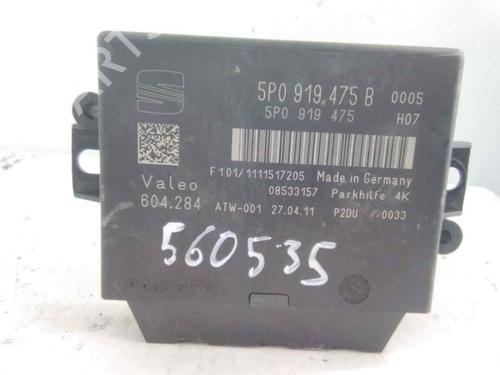 5P0 919 475 B 0005
5P0 919 475 H07
F101/1111517205 Made in Germany
Valeo 08533157 Parkhilfe 4K
604.284 ATW-001 27.04.11 P2DU 0033
560535